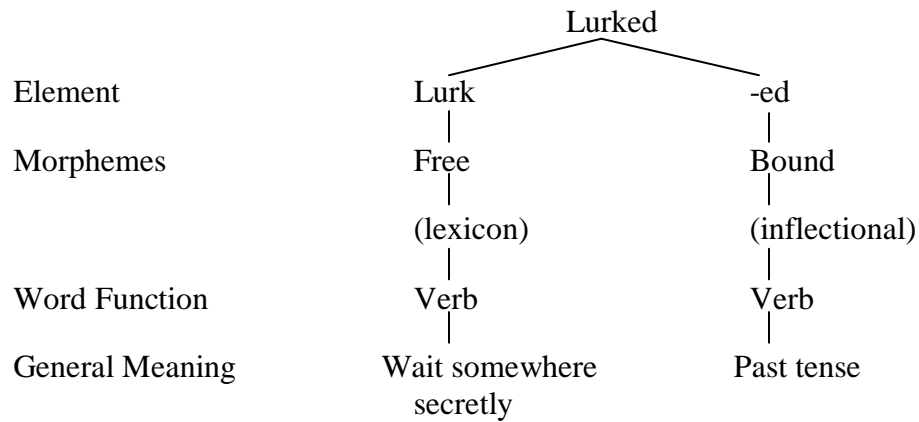 Lurked
Element Lurk -ed
Morphemes Free Bound
(lexicon) (inflectional)
Word Function Verb Verb
General Meaning Wait somewhere Past tense
secretly